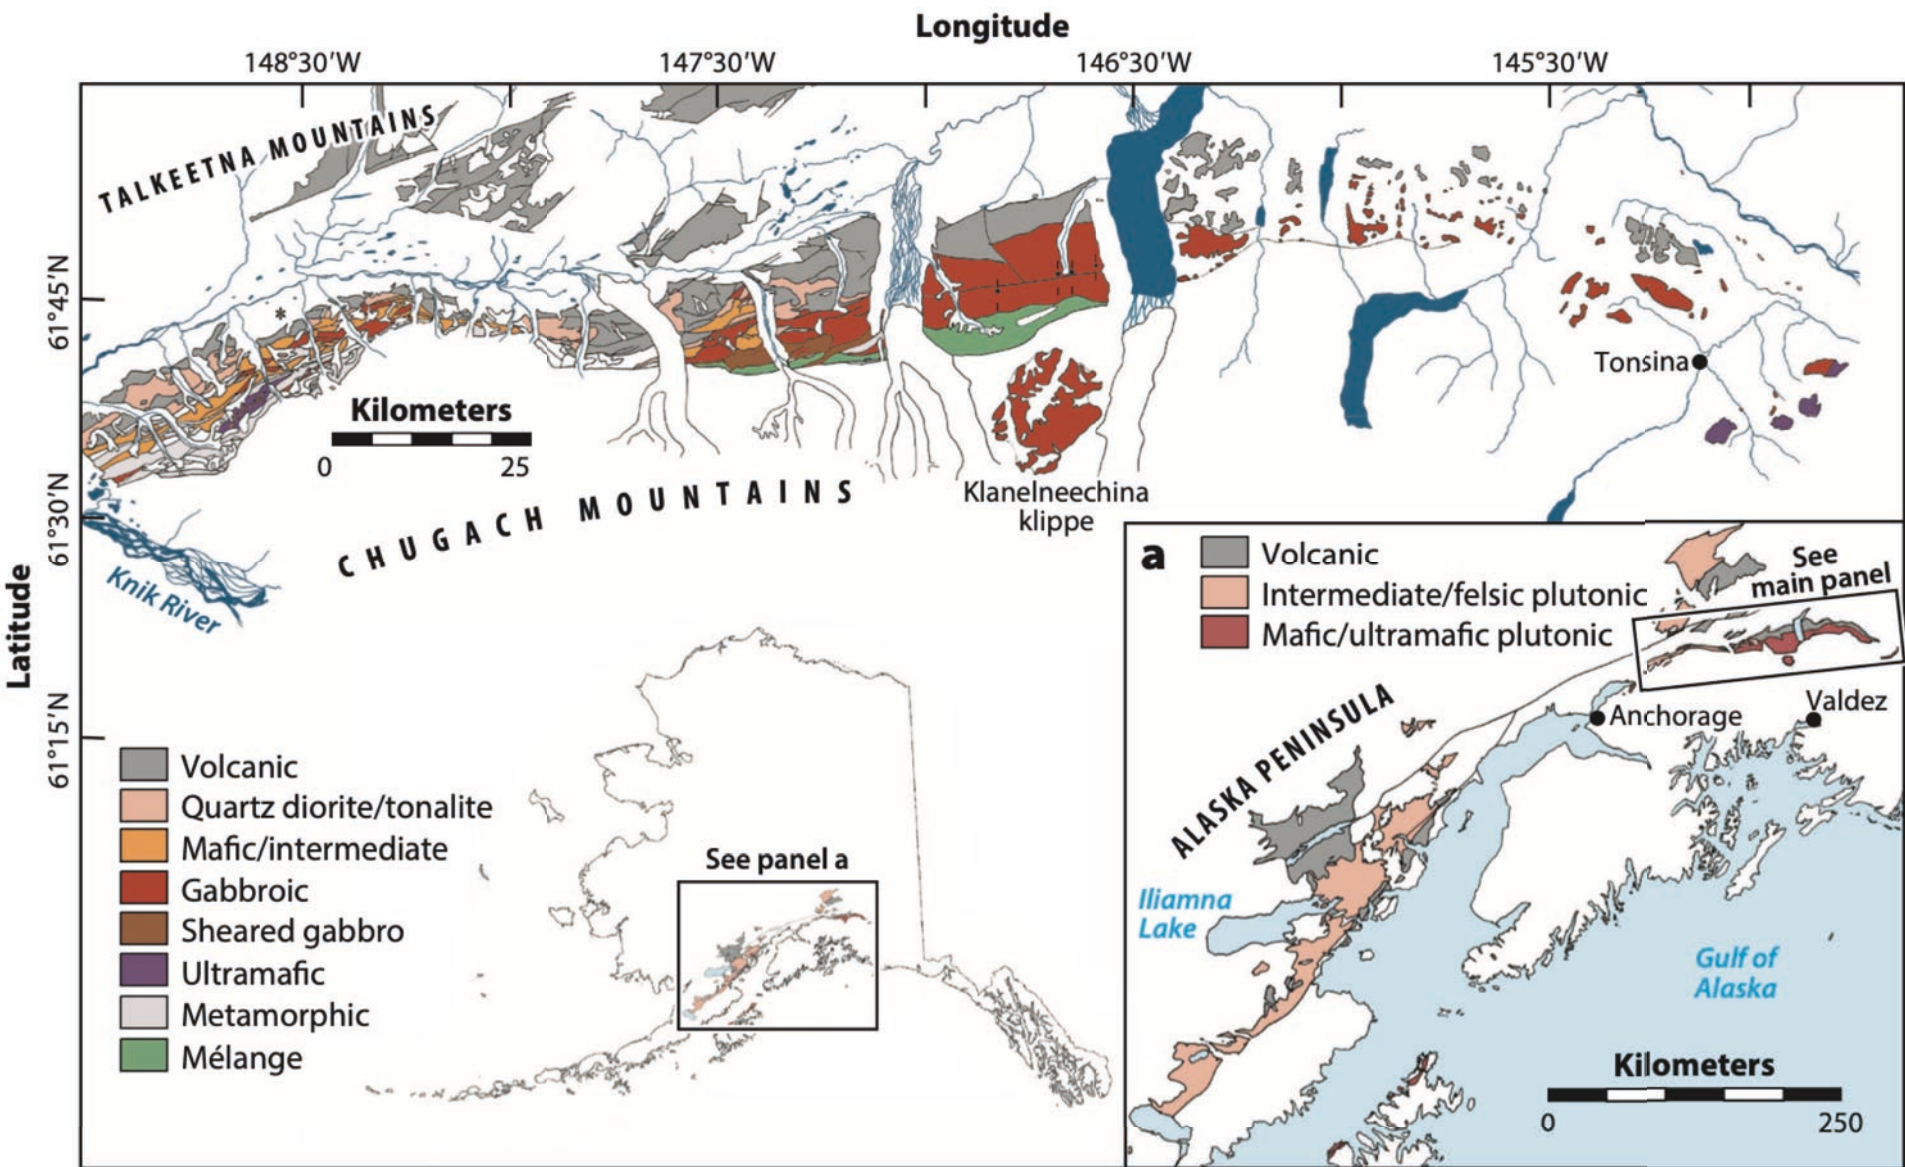 Longitude
148°30′W
147°30′W
146°30′W
145°30′W
TALKEETNA MOUNTAINS
Latitude
61°45′N
61°30′N
61°15′N
*
Kilometers
0
25
CHUGACH MOUNTAINS
Knik River
Klanelneechina
klippe
Tonsina
Volcanic
Quartz diorite/tonalite
Mafic/intermediate
Gabbroic
Sheared gabbro
Ultramafic
Metamorphic
Mélange
See panel a
a
Volcanic
Intermediate/felsic plutonic
Mafic/ultramafic plutonic
See
main panel
Anchorage
Valdez
ALASKA PENINSULA
Iliamna
Lake
Gulf of
Alaska
Kilometers
0
250